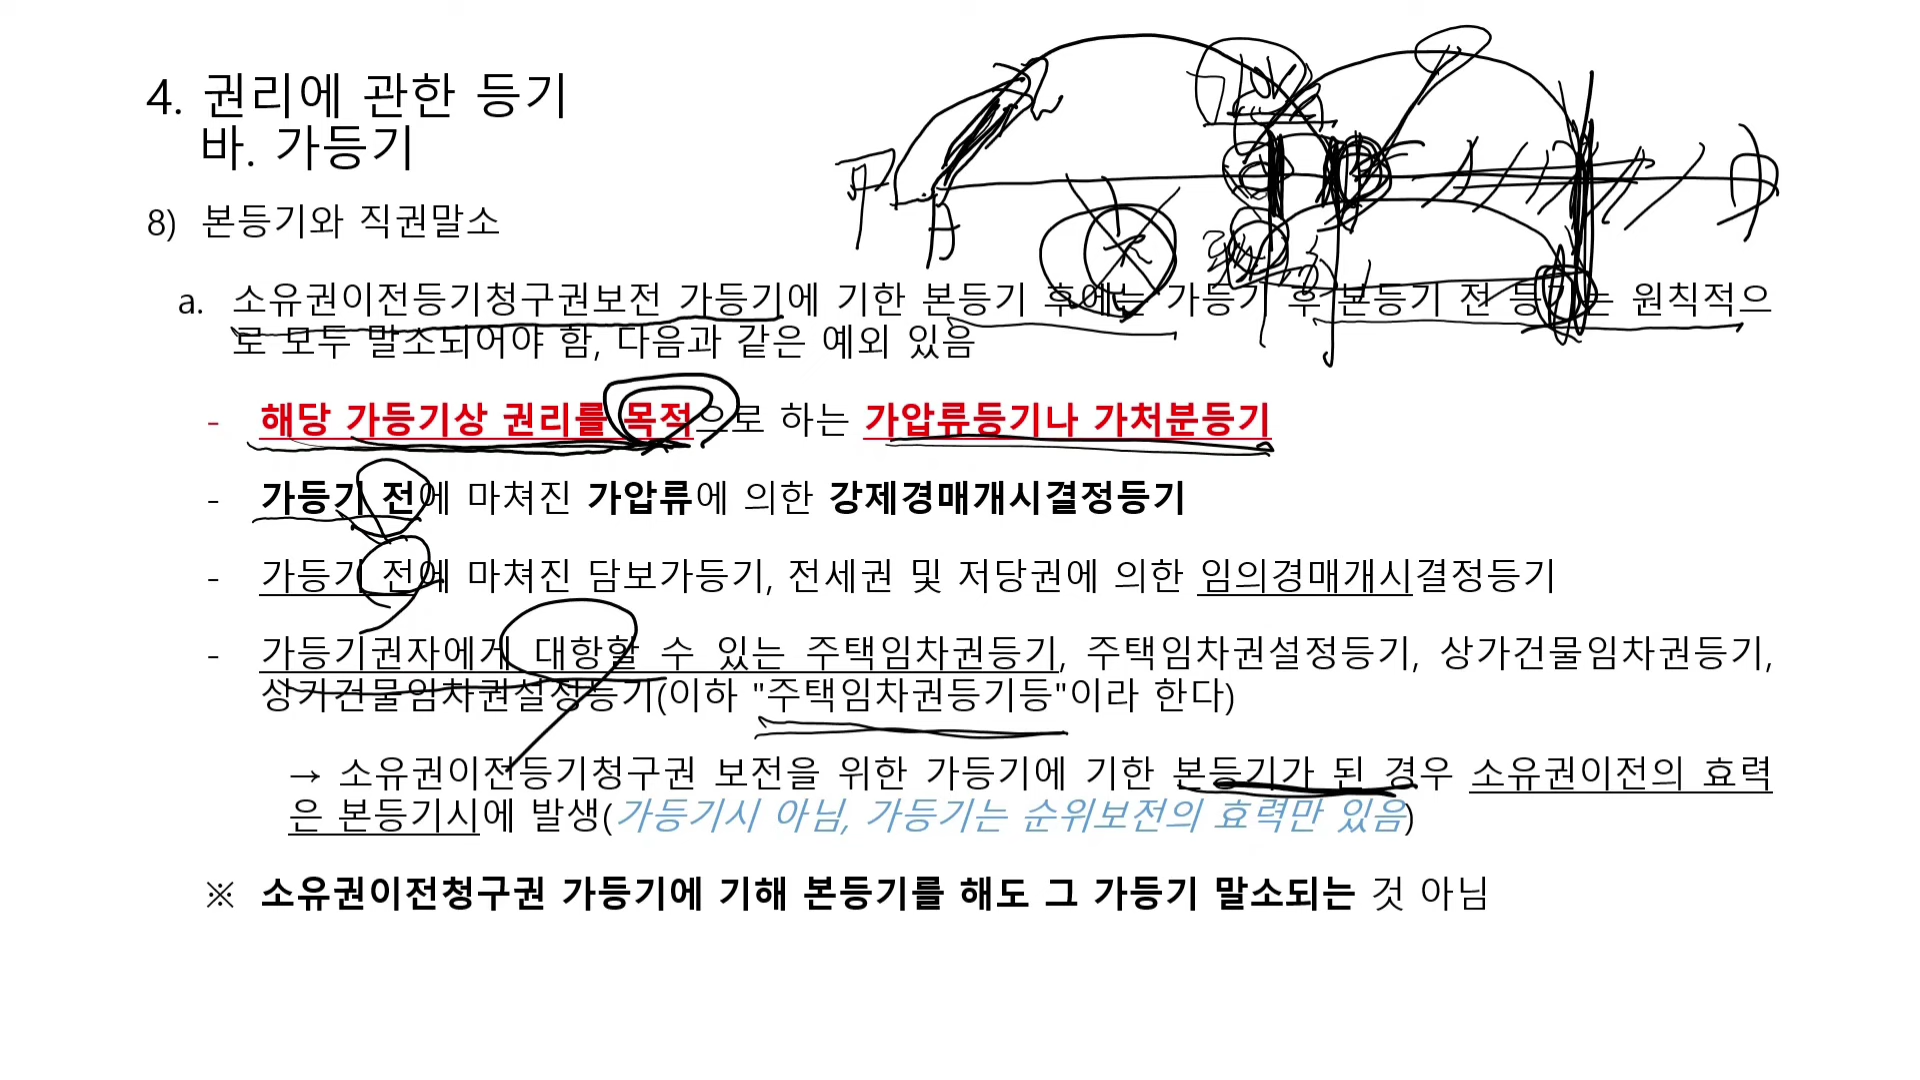 4. 권리에 관한 등기
바. 가등기
8) 본등기와 직권말소
a. 소유권이전등기청구권보전 가등기에 기한 본등기 후에는 가등기 후 본등기 전 등기는 원칙적으
로 모두 말소되어야 함, 다음과 같은 예외 있음
- 해당 가등기상 권리를 목적으로 하는 가압류등기나 가처분등기
- 가등기 전에 마쳐진 가압류에 의한 강제경매개시결정등기
- 가등기 전에 마쳐진 담보가등기, 전세권 및 저당권에 의한 임의경매개시결정등기
- 가등기권자에게 대항할 수 있는 주택임차권등기, 주택임차권설정등기, 상가건물임차권등기,
상가건물임차권설정등기(이하 "주택임차권등기등"이라 한다)
→ 소유권이전등기청구권 보전을 위한 가등기에 기한 본등기가 된 경우 소유권이전의 효력
은 본등기시에 발생(가등기시 아님, 가등기는 순위보전의 효력만 있음)
※ 소유권이전청구권 가등기에 기해 본등기를 해도 그 가등기 말소되는 것 아님